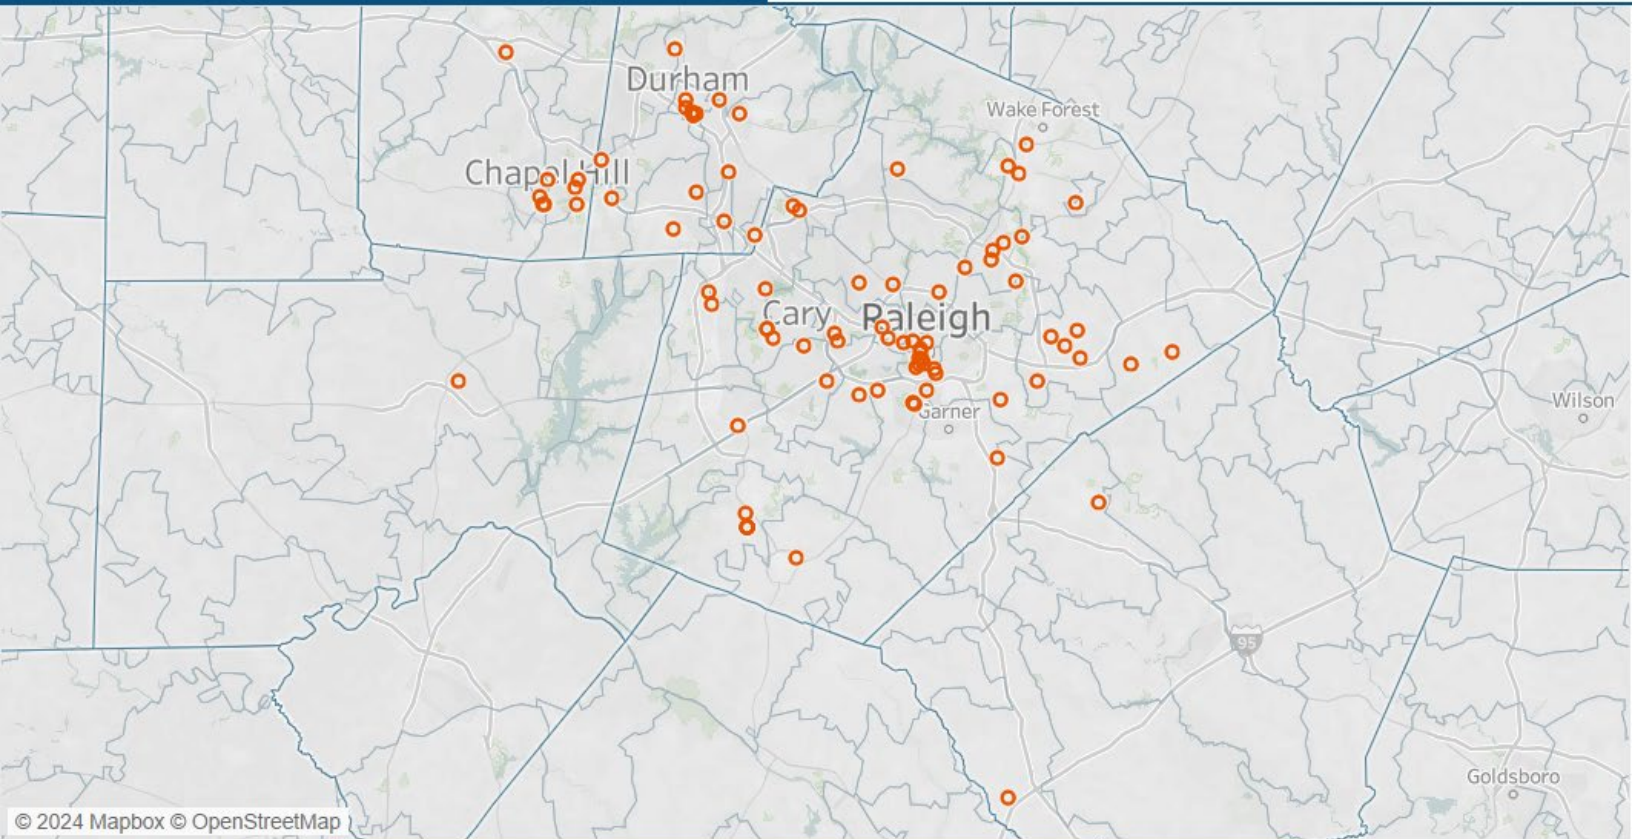 Durham
Wake Forest
Chapel Hill
Cary
Raleigh
Garner
Wilson
95
Goldsboro
© 2024 Mapbox © OpenStreetMap